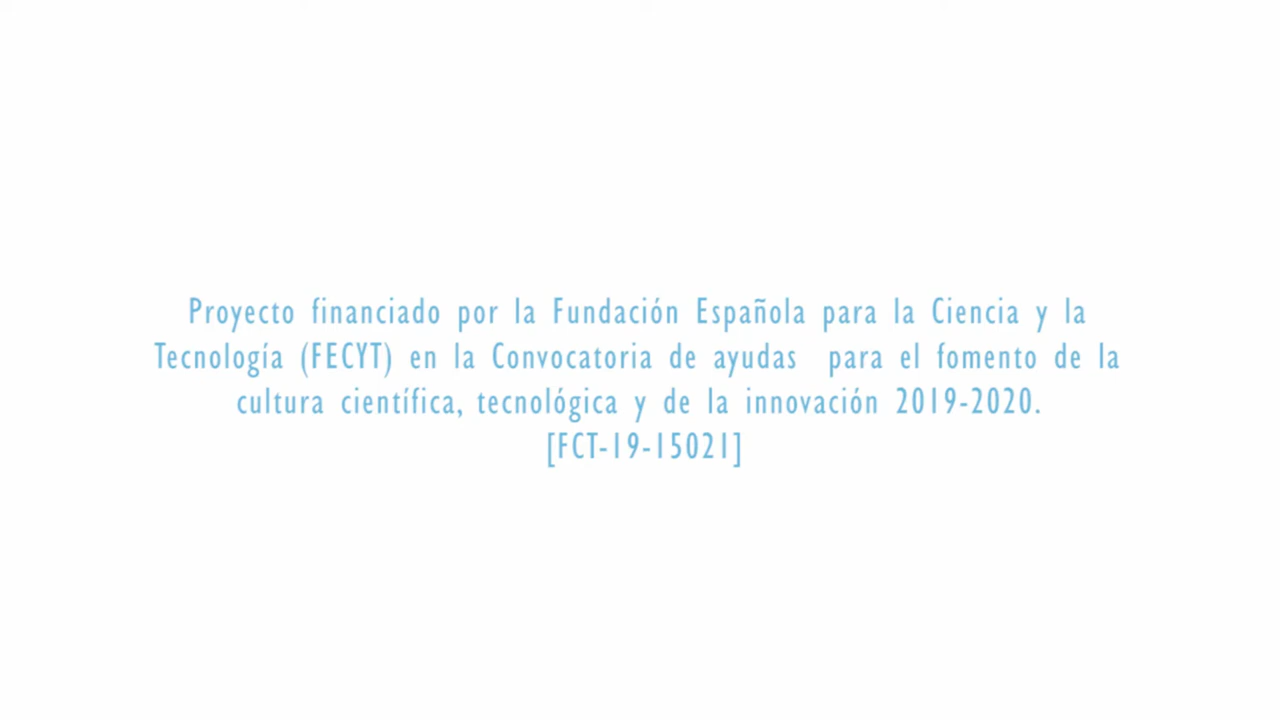 Proyecto financiado por la Fundación Española para la Ciencia y la
Tecnología (FECYT) en la Convocatoria de ayudas para el fomento de la
cultura científica, tecnológica y de la innovación 2019-2020.
[FCT-19-15021]